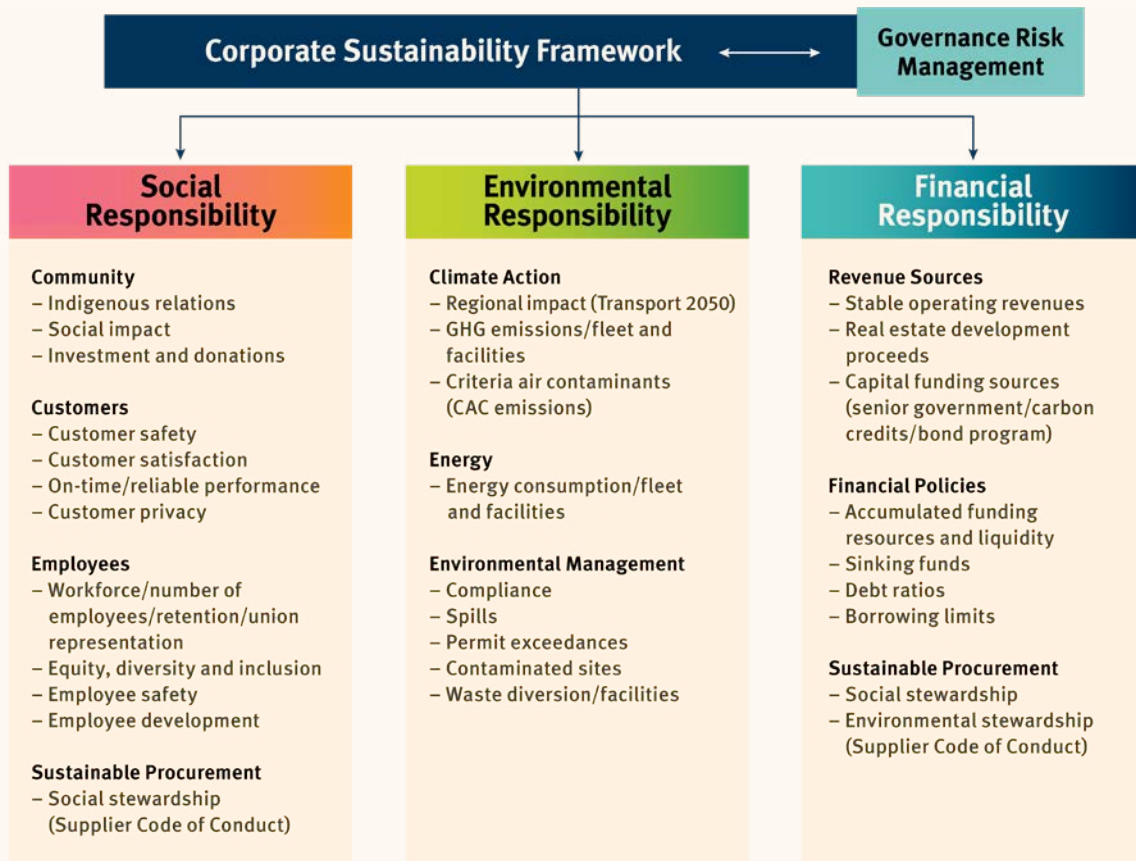 Corporate Sustainability Framework
Governance Risk
Management
Social
Responsibility
Community
– Indigenous relations
– Social impact
– Investment and donations
Customers
– Customer safety
– Customer satisfaction
– On-time/reliable performance
– Customer privacy
Employees
– Workforce/number of
employees/retention/union
representation
– Equity, diversity and inclusion
– Employee safety
– Employee development
Sustainable Procurement
– Social stewardship
(Supplier Code of Conduct)
Environmental
Responsibility
Climate Action
– Regional impact (Transport 2050)
– GHG emissions/fleet and
facilities
– Criteria air contaminants
(CAC emissions)
Energy
– Energy consumption/fleet
and facilities
Environmental Management
– Compliance
– Spills
– Permit exceedances
– Contaminated sites
– Waste diversion/facilities
Financial
Responsibility
Revenue Sources
– Stable operating revenues
– Real estate development
proceeds
– Capital funding sources
(senior government/carbon
credits/bond program)
Financial Policies
– Accumulated funding
resources and liquidity
– Sinking funds
– Debt ratios
– Borrowing limits
Sustainable Procurement
– Social stewardship
– Environmental stewardship
(Supplier Code of Conduct)